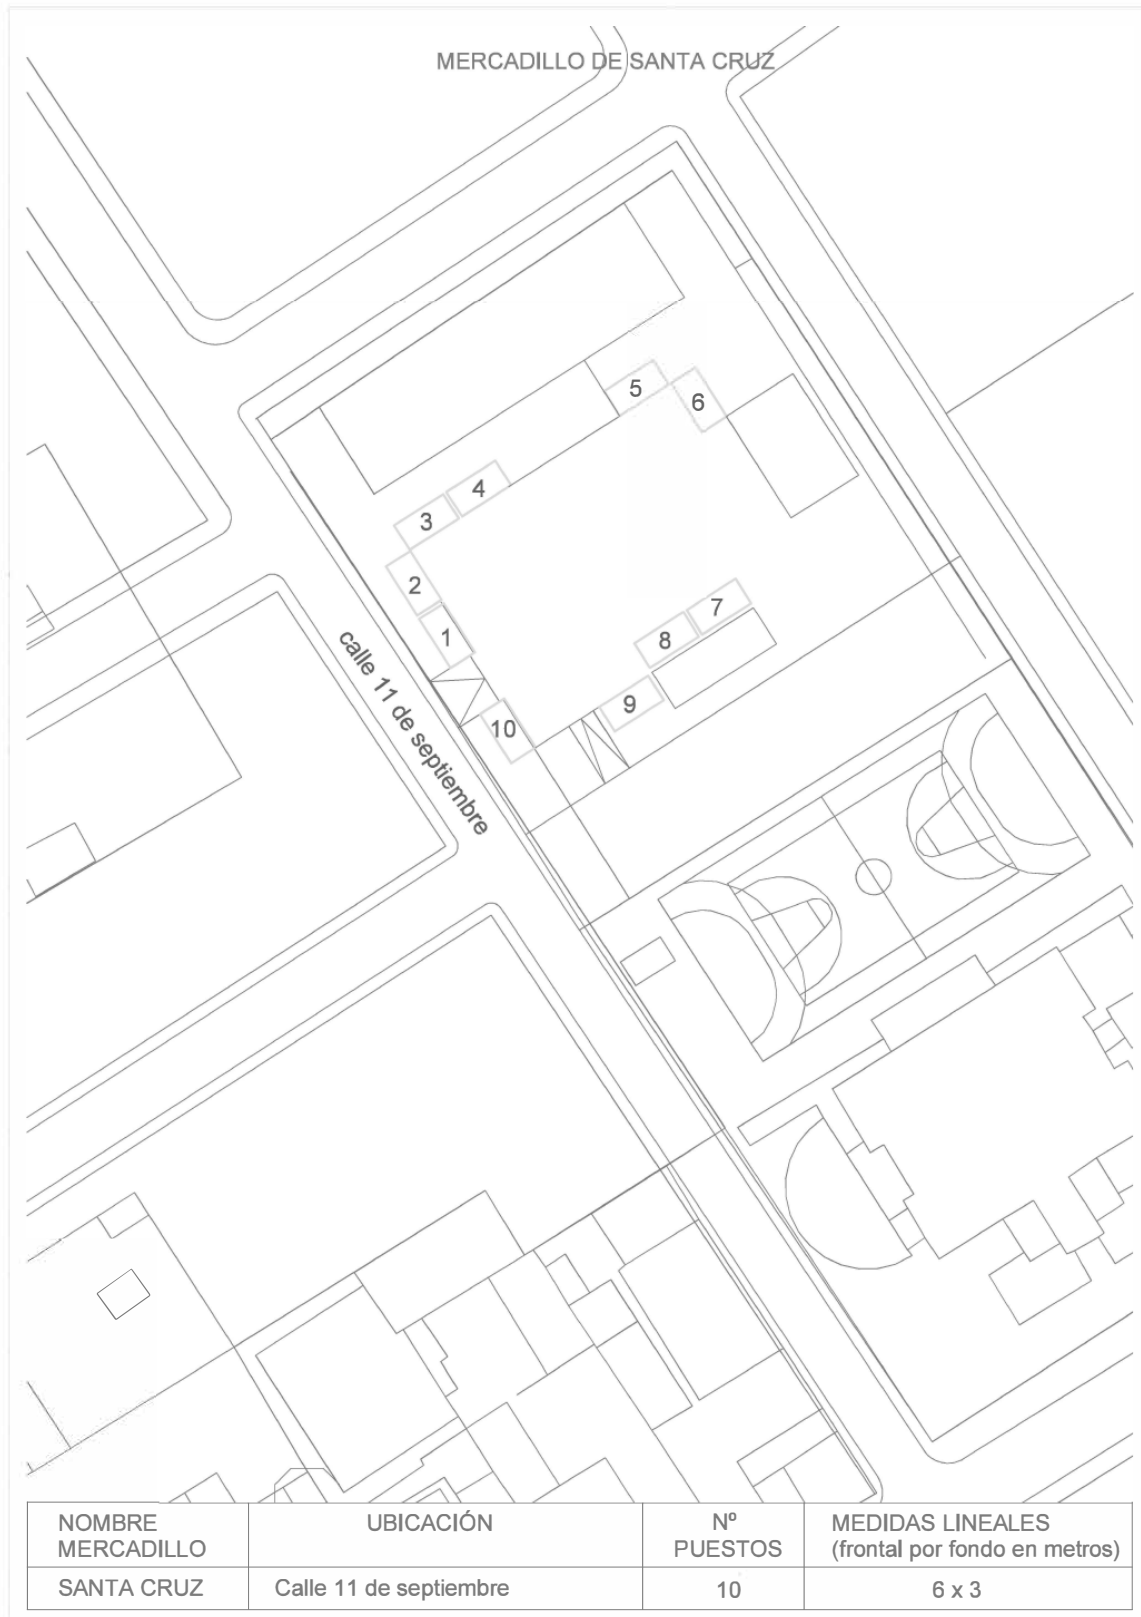 MERCADILLO DE SANTA CRUZ
5
6
4
3
2
7
1
8
9
10
calle 11 de septiembre
NOMBRE MERCADILLO
UBICACIÓN
Nº PUESTOS
MEDIDAS LINEALES
(frontal por fondo en metros)
SANTA CRUZ
Calle 11 de septiembre
10
6 x 3